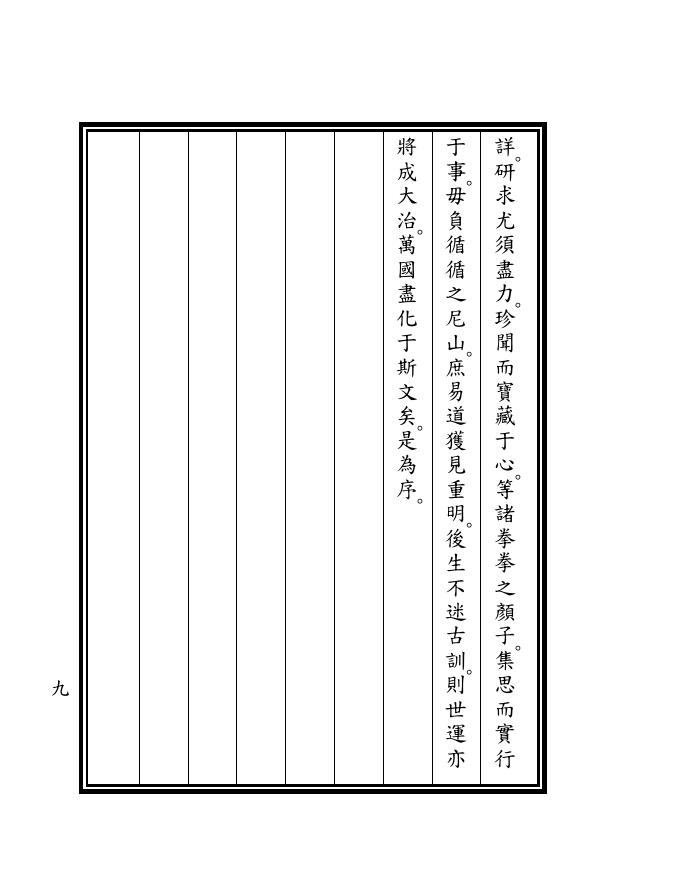 詳。研求尤須盡力。珍聞而寶藏于心。等諸拳拳之顏子。集思而實行
于事。毋負循循之尼山。庶易道獲見重明。後生不迷古訓。則世運亦
將成大治。萬國盡化于斯文矣。是為序。
九